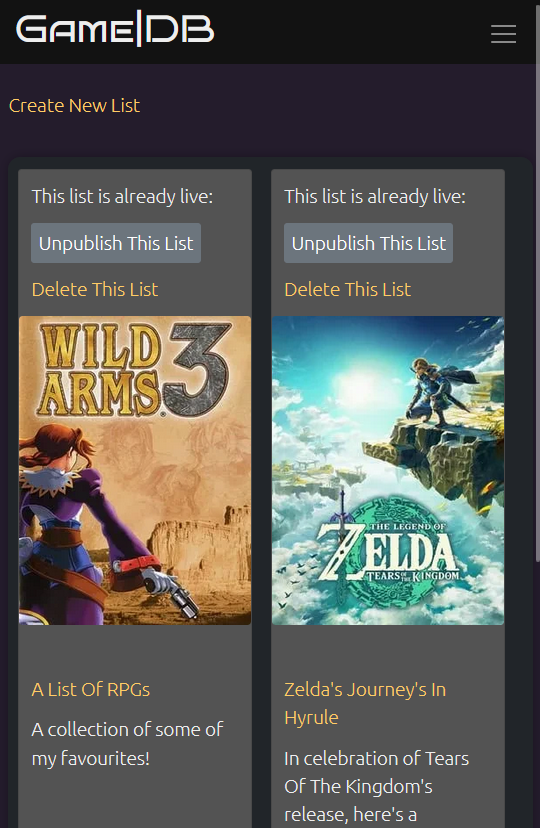 GAME|DB
Create New List
This list is already live:
Unpublish This List
Delete This List
WILD
ARMS 3
A List Of RPGs
A collection of some of
my favourites!
This list is already live:
Unpublish This List
Delete This List
THE LEGEND OF
ZELDA
TEARS OF THE KINGDOM
Zelda's Journey's In
Hyrule
In celebration of Tears
Of The Kingdom's
release, here's a